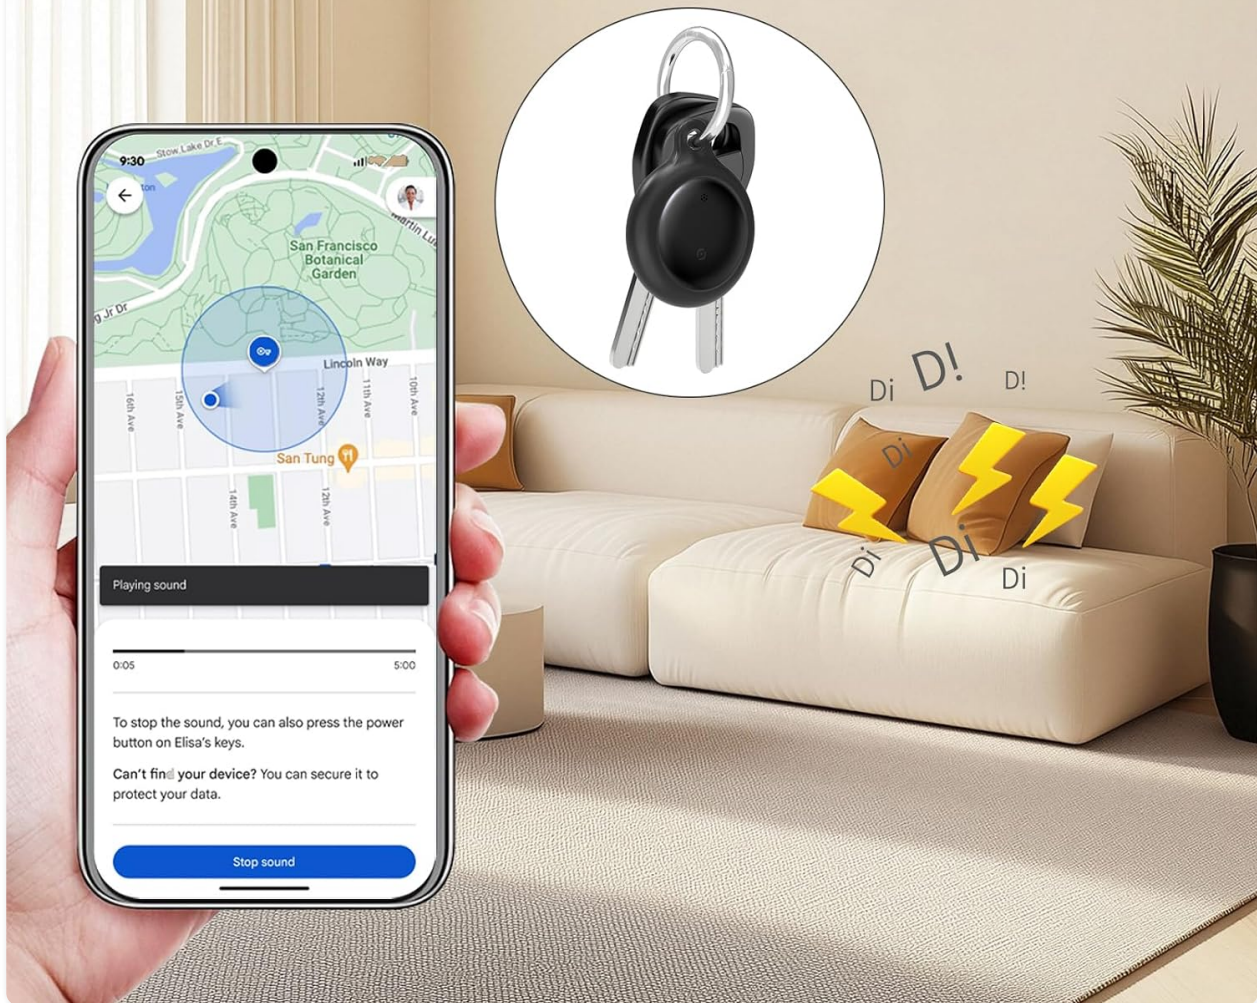 9:30
Stow Lake Dr E
ton
San Francisco
Botanical
Garden
g Jr Dr
Lincoln Way
16th Ave
15th Ave
12th Ave
11th Ave
10th Ave
San Tung
14th Ave
12th Ave
Playing sound
0:05 5:00
To stop the sound, you can also press the power
button on Elisa's keys.
Can't find your device? You can secure it to
protect your data.
Stop sound
Di D! D!
Di
Di Di Di